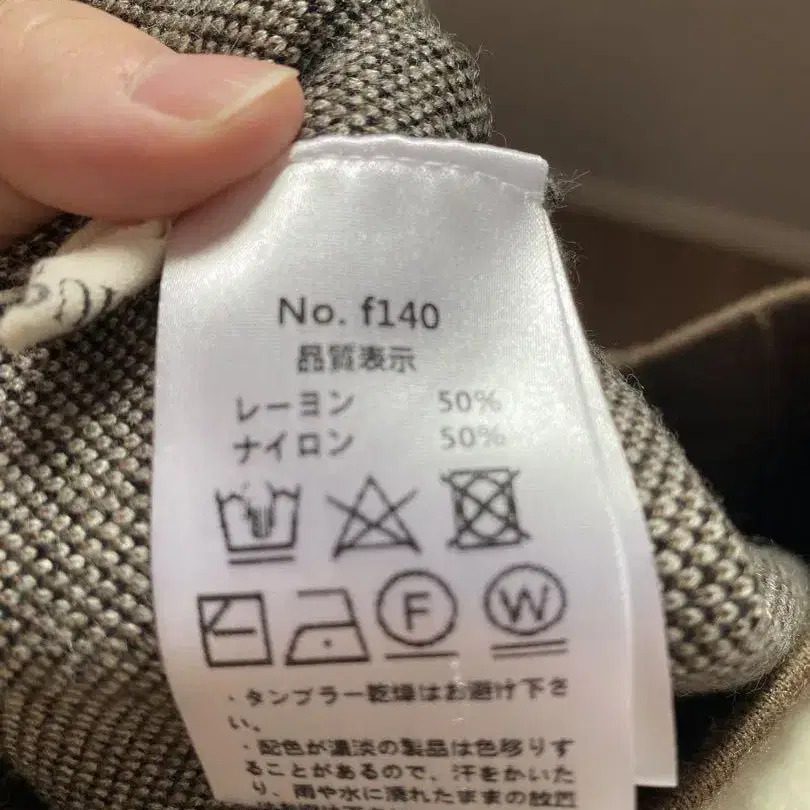 No. f140
品質表示
レーヨン 50%
ナイロン 50%
F W
・タンブラー乾燥はお避け下さ
い。
・配色が濃淡の製品は色移りす
ることがあるので、汗をかいた
り、雨や水に濡れたままの放置